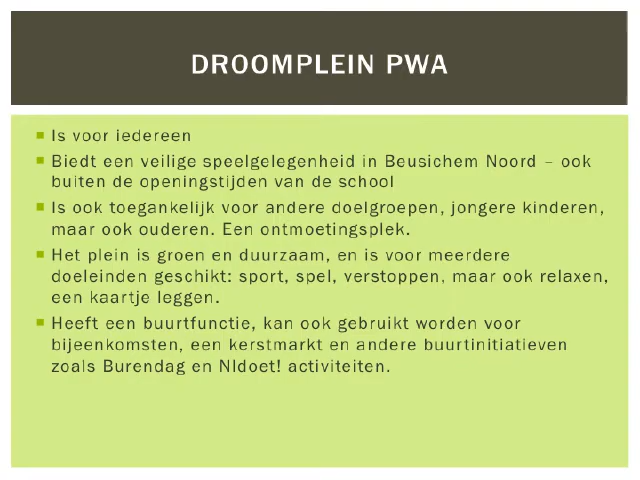 DROOMPLEIN PWA
Is voor iedereen
Biedt een veilige speelgelegenheid in Beusichem Noord – ook
buiten de openingstijden van de school
Is ook toegankelijk voor andere doelgroepen, jongere kinderen,
maar ook ouderen. Een ontmoetingsplek.
Het plein is groen en duurzaam, en is voor meerdere
doeleinden geschikt: sport, spel, verstoppen, maar ook relaxen,
een kaartje leggen.
Heeft een buurtfunctie, kan ook gebruikt worden voor
bijeenkomsten, een kerstmarkt en andere buurtinitiatieven
zoals Burendag en Nldoet! activiteiten.